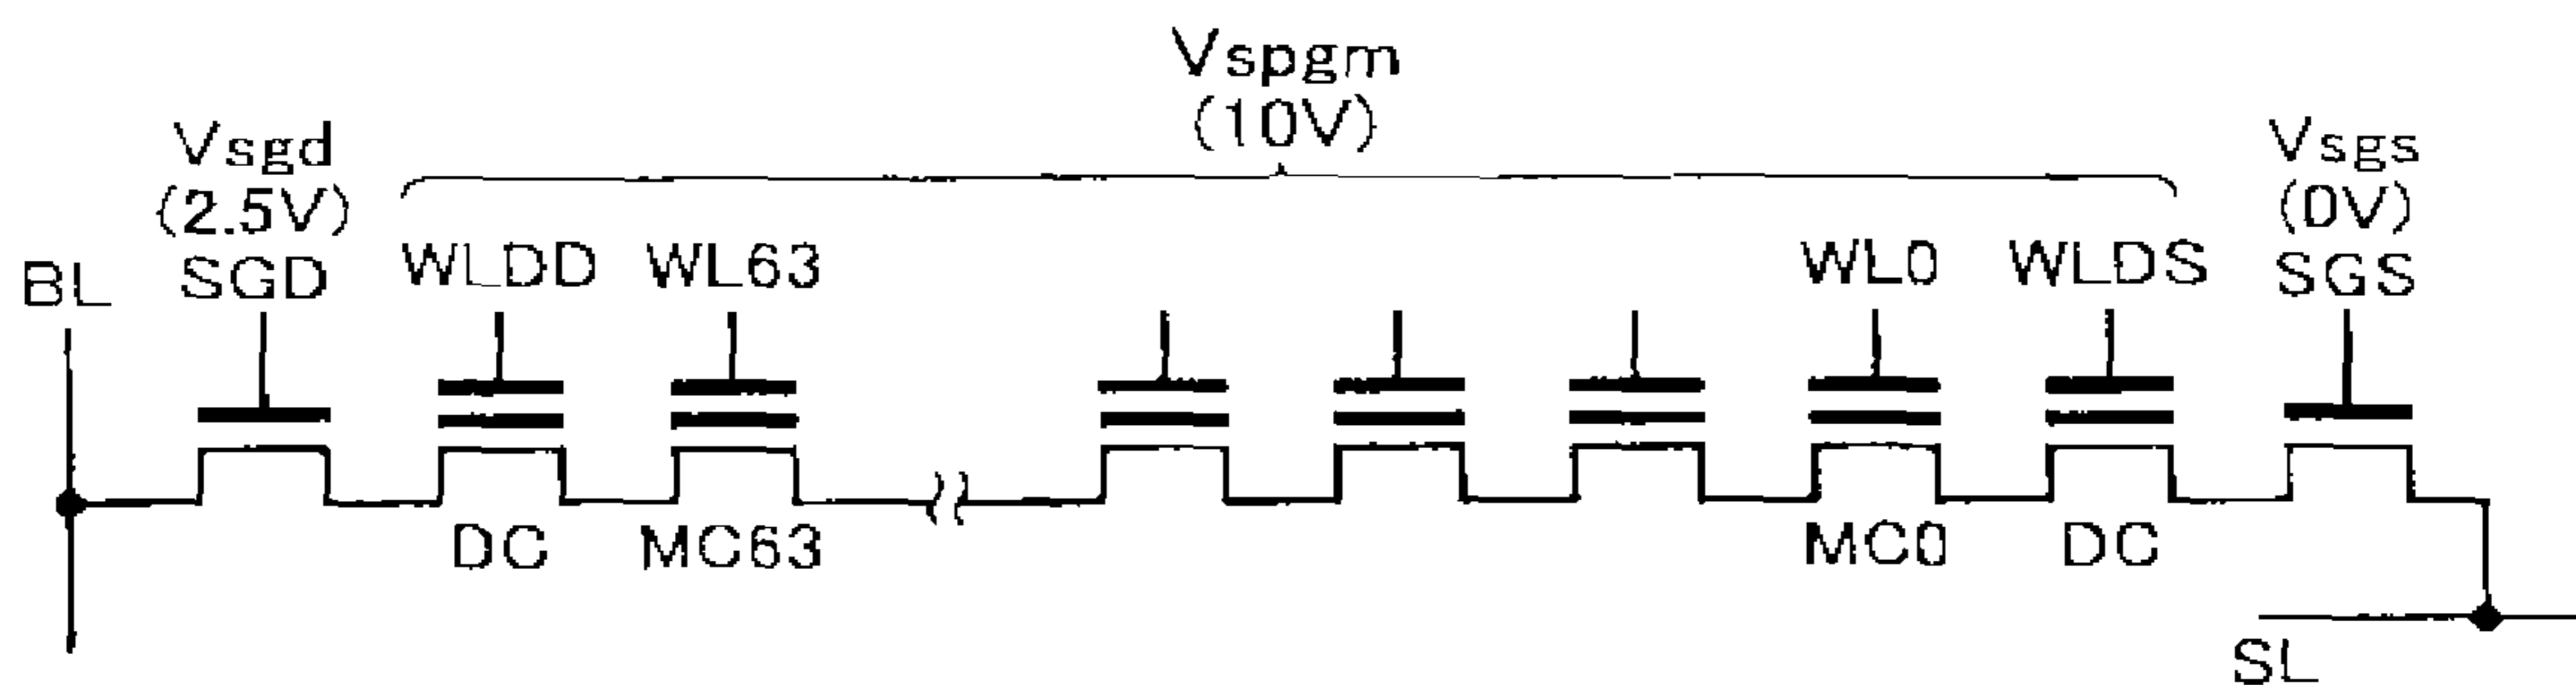 Vspgm
(10V)
Vsgd
(2.5V)
Vsgs
(0V)
BL SGD WLDD WL63 WL0 WLDS SGS
DC MC63 MC0 DC
SL